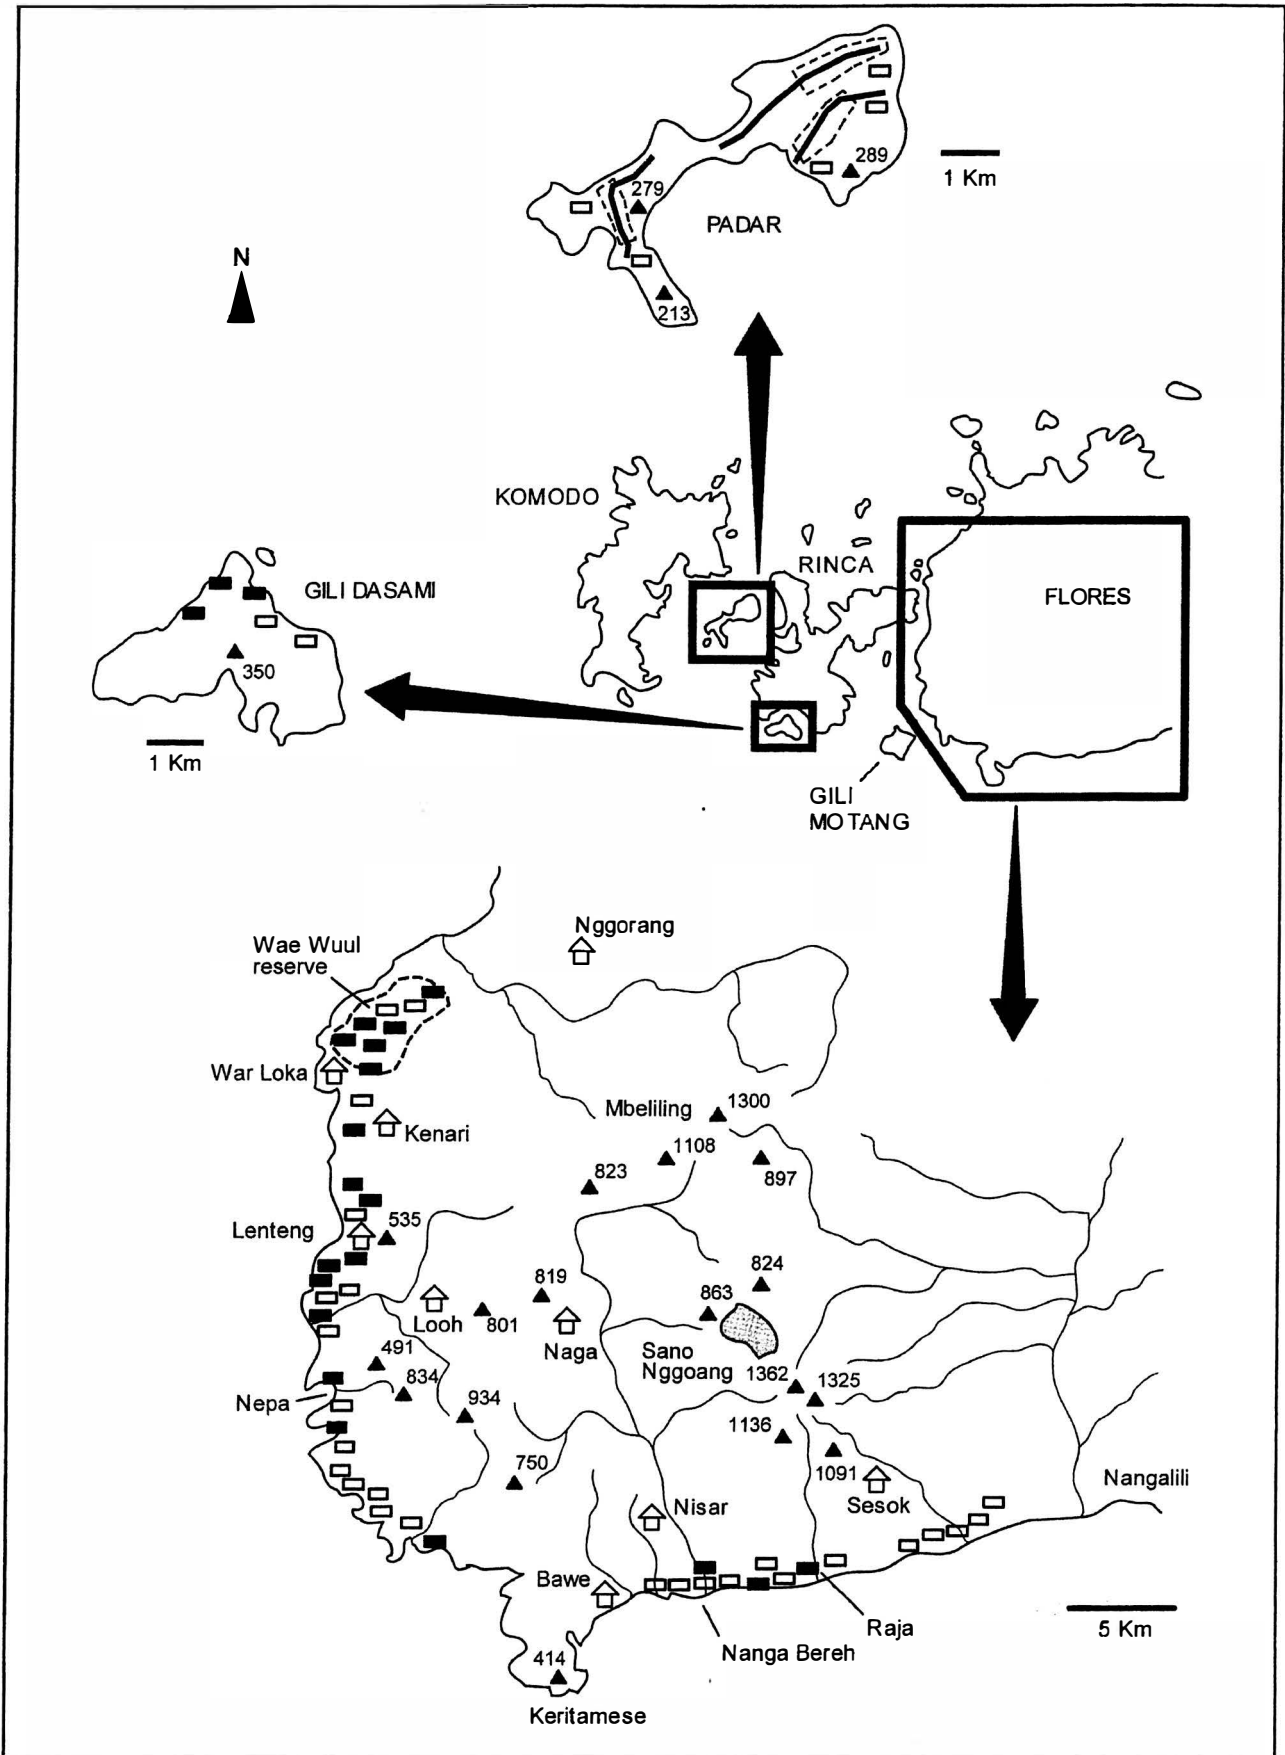 289
1 Km
279
PADAR
213
N
KOMODO
RINCA
FLORES
GILI DASAMI
350
1 Km
GILI
MOTANG
Nggorang
Wae Wuul
reserve
War Loka
Kenari
Mbeliling
1300
1108
823
897
Lenteng
535
819
824
863
Looh
801
Naga
Sano
Nggoang
491
834
Nepa
934
1362
1325
1136
1091
750
Sesok
Nangalili
Nisar
Bawe
Raja
5 Km
Nanga Bereh
414
Keritamese